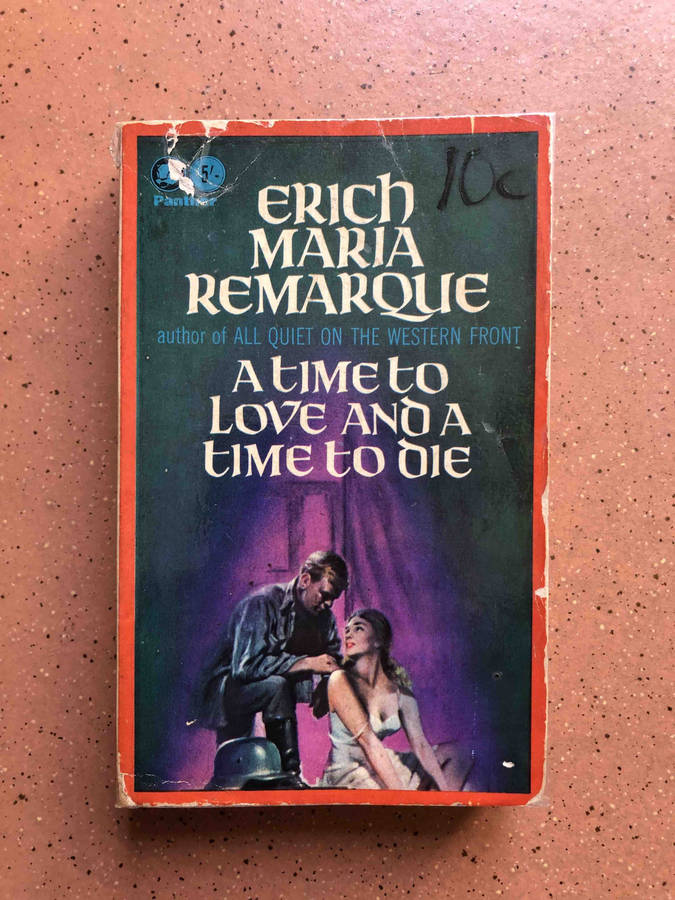 5/-
Panther
10c
ERICH
MARIA
REMARQUE
author of ALL QUIET ON THE WESTERN FRONT
A TIME TO
LOVE AND A
TIME TO DIE